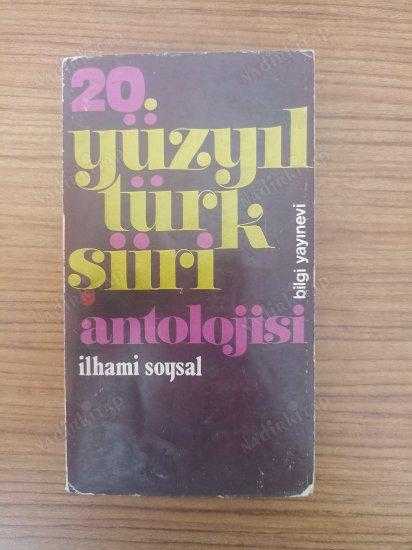 20.
yüzyıl
türk
şiiri
antolojisi
ilhami soysal
bilgi yayınevi